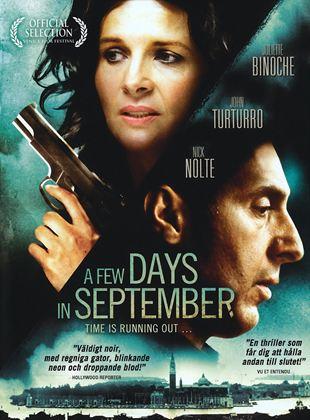 OFFICIAL
SELECTION
VENICE FILM FESTIVAL
JULIETTE
BINOCHE
JOHN
TURTURRO
NICK
NOLTE
A FEW DAYS
IN SEPTEMBER
TIME IS RUNNING OUT ...
"Väldigt noir,
med regniga gator, blinkande
neon och droppande blod!"
HOLLYWOOD REPORTER
"En thriller som
får dig att hålla
andan till slutet!"
VU ET ENTENDU